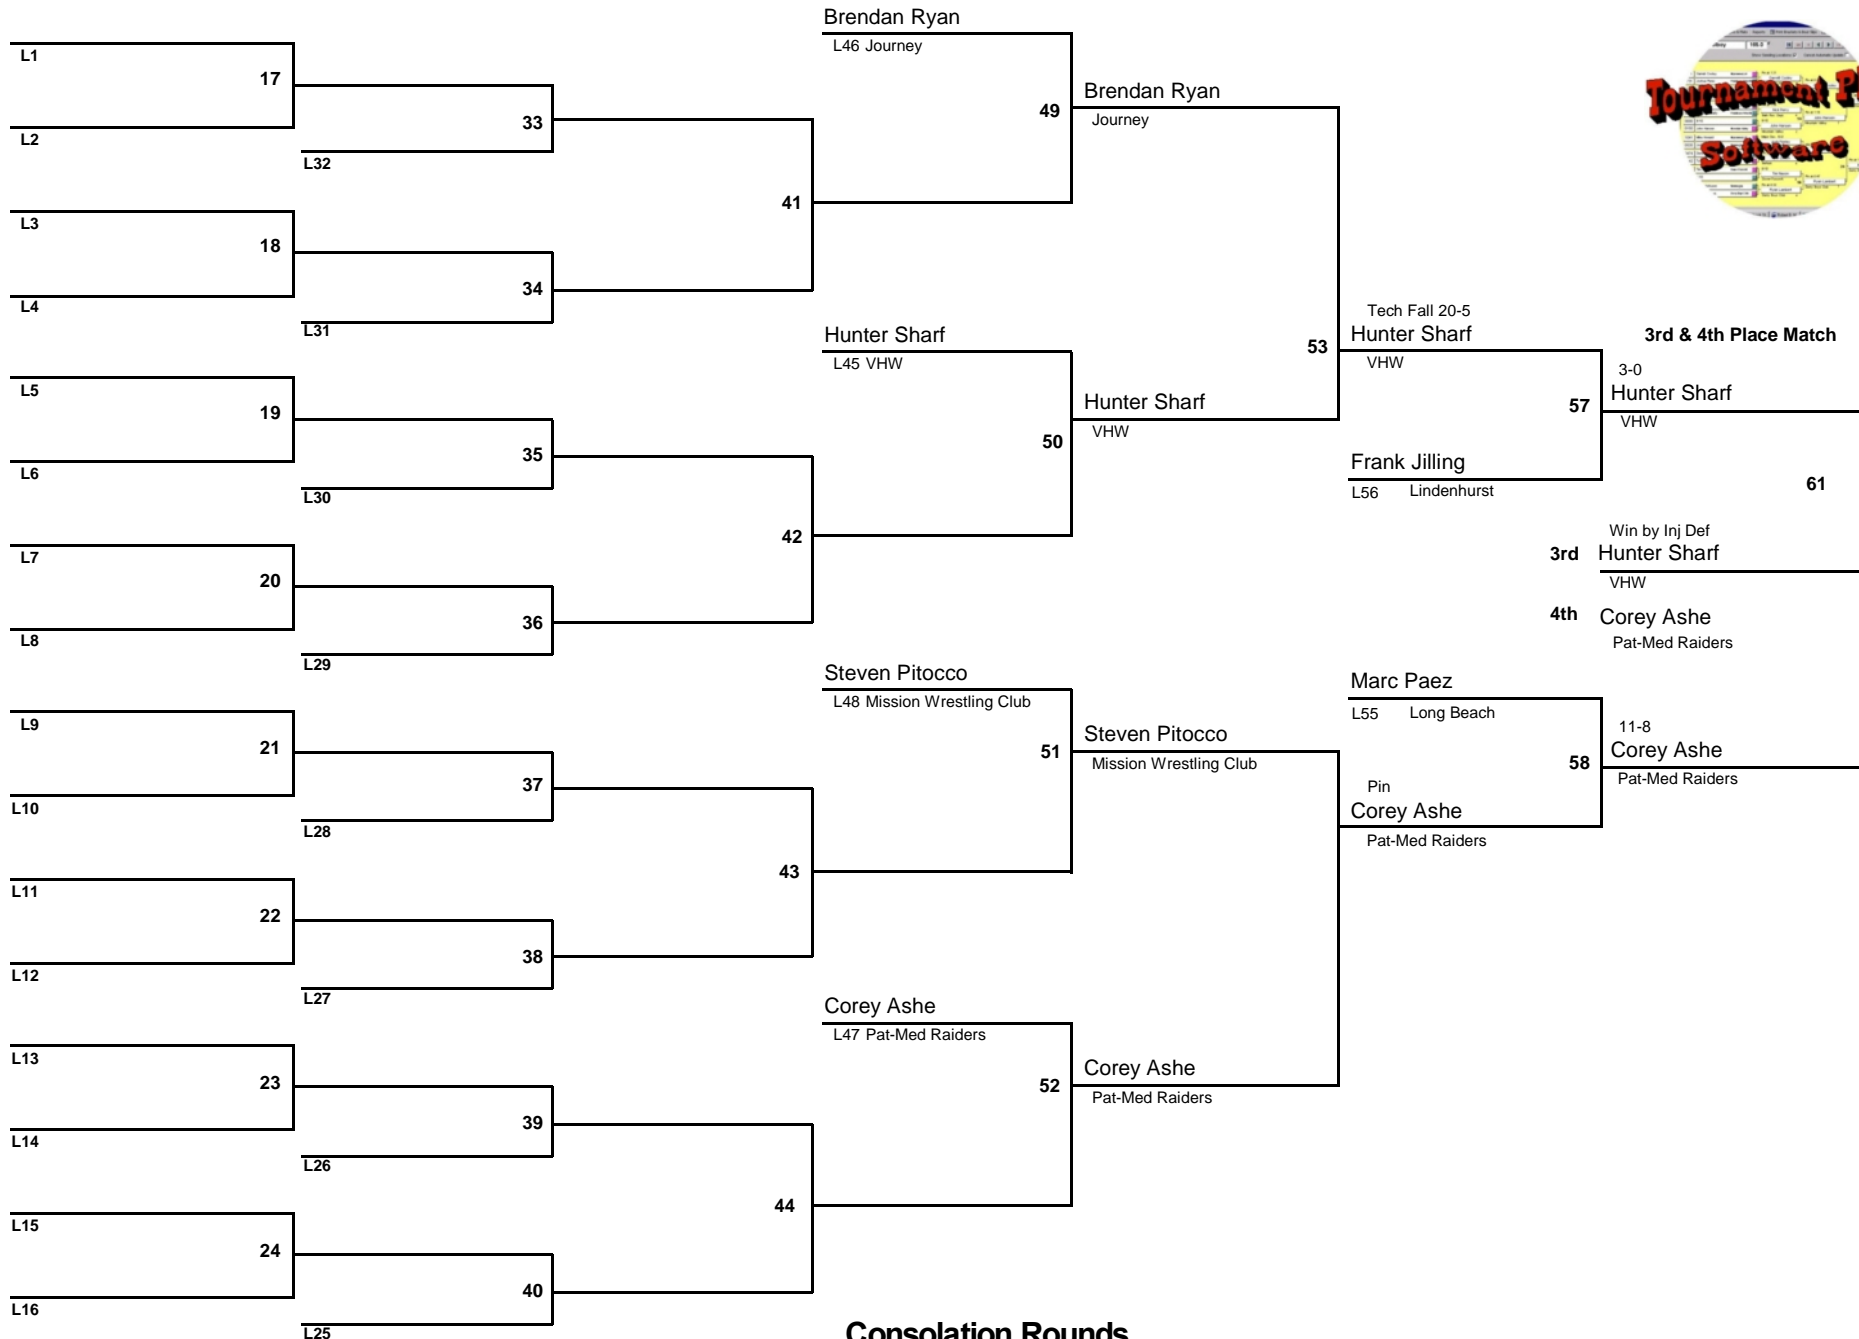 Brendan Ryan
L46 Journey
L1
17
L2
33
L32
41
L3
18
L4
34
L31
49
Brendan Ryan
Journey
Tournament
Software
Hunter Sharf
L45 VHW
L5
19
L6
35
L30
42
L7
20
L8
36
L29
50
Hunter Sharf
VHW
53
Tech Fall 20-5
Hunter Sharf
VHW
3rd & 4th Place Match
57
3-0
Hunter Sharf
VHW
Frank Jilling
L56 Lindenhurst
61
Win by Inj Def
3rd Hunter Sharf
VHW
4th Corey Ashe
Pat-Med Raiders
Steven Pitocco
L48 Mission Wrestling Club
L9
21
L10
37
L28
43
L11
22
L12
38
L27
51
Steven Pitocco
Mission Wrestling Club
Marc Paez
L55 Long Beach
58
11-8
Corey Ashe
Pat-Med Raiders
Pin
Corey Ashe
Pat-Med Raiders
Corey Ashe
L47 Pat-Med Raiders
L13
23
L14
39
L26
44
L15
24
L16
40
L25
52
Corey Ashe
Pat-Med Raiders
Consolation Rounds